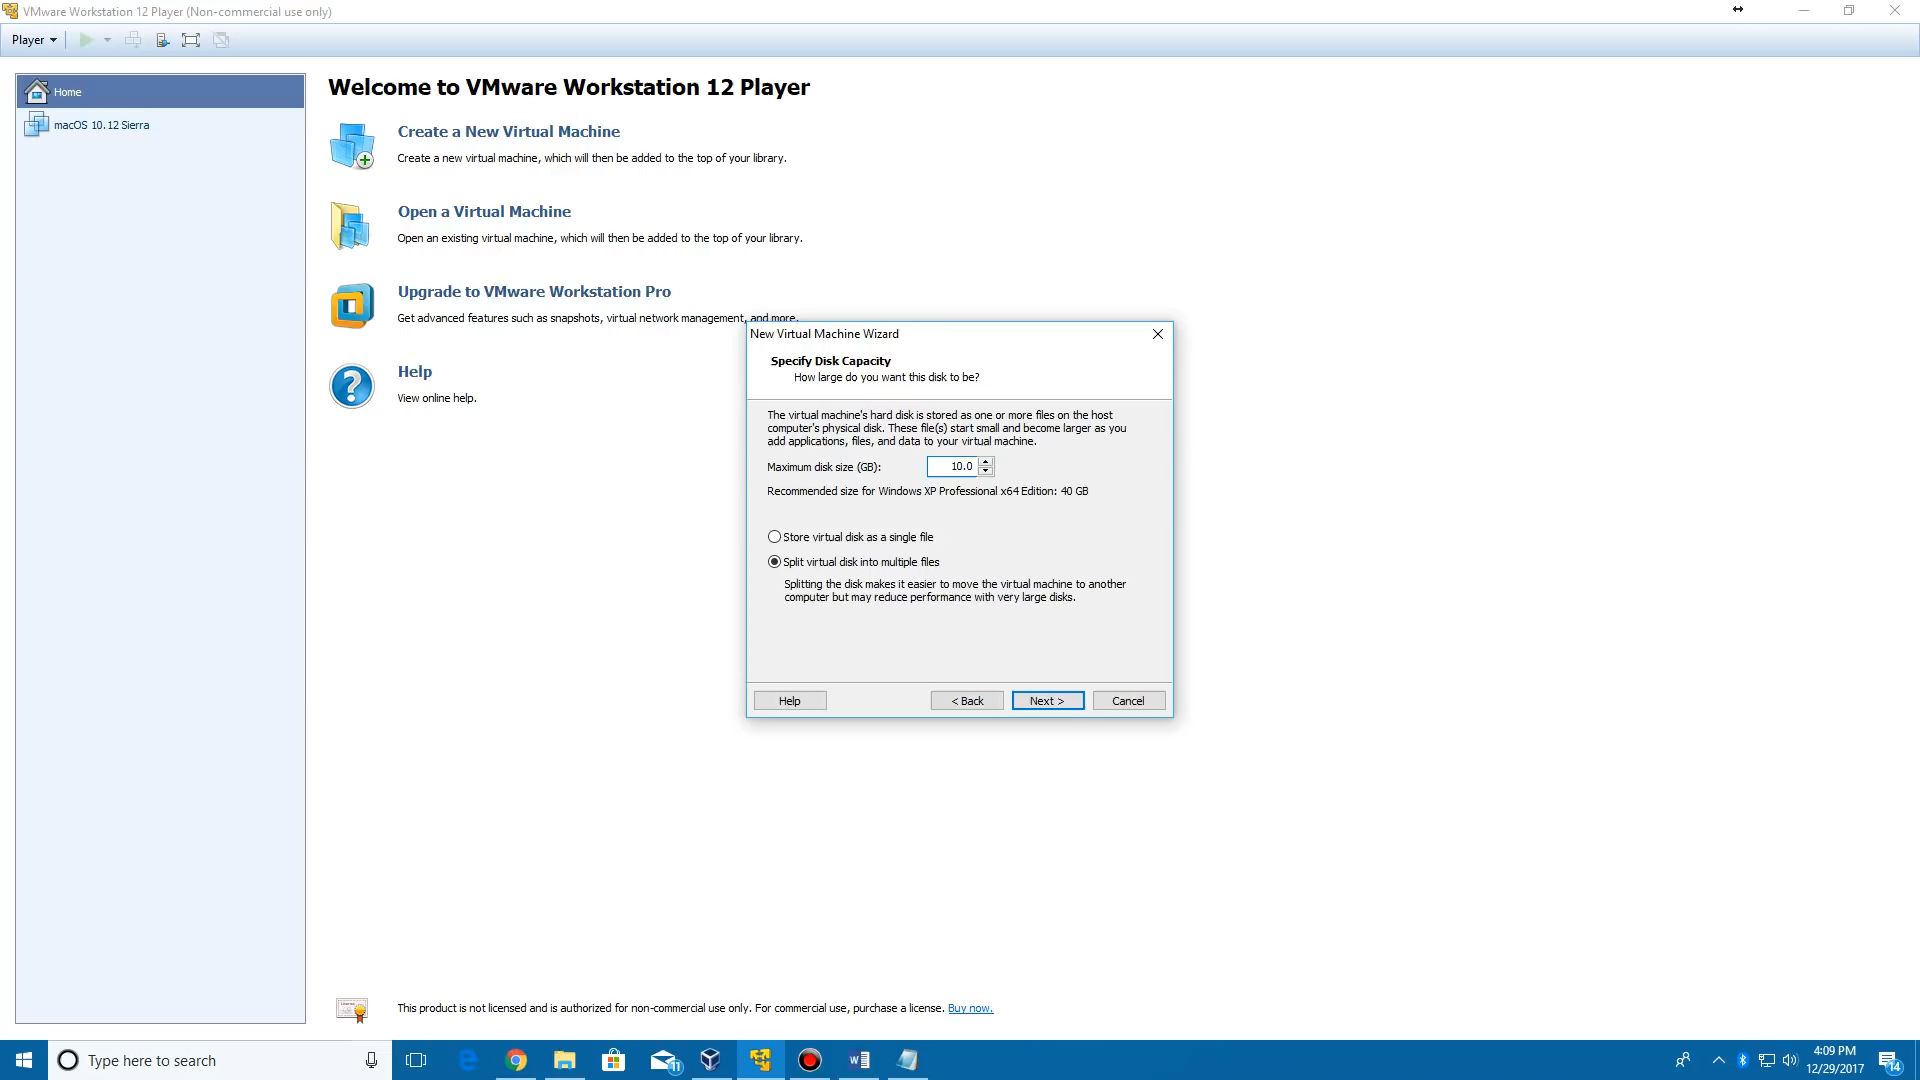 VMware Workstation 12 Player (Non-commercial use only)
Player
Home
macOS 10.12 Sierra
Welcome to VMware Workstation 12 Player
Create a New Virtual Machine
Create a new virtual machine, which will then be added to the top of your library.
Open a Virtual Machine
Open an existing virtual machine, which will then be added to the top of your library.
Upgrade to VMware Workstation Pro
Get advanced features such as snapshots, virtual network management, and more.
Help
View online help.
New Virtual Machine Wizard
Specify Disk Capacity
How large do you want this disk to be?
The virtual machine's hard disk is stored as one or more files on the host
computer's physical disk. These file(s) start small and become larger as you
add applications, files, and data to your virtual machine.
Maximum disk size (GB): 10.0
Recommended size for Windows XP Professional x64 Edition: 40 GB
Store virtual disk as a single file
Split virtual disk into multiple files
Splitting the disk makes it easier to move the virtual machine to another
computer but may reduce performance with very large disks.
Help < Back Next > Cancel
This product is not licensed and is authorized for non-commercial use only. For commercial use, purchase a license. Buy now.
Type here to search
11
4:09 PM
12/29/2017
14